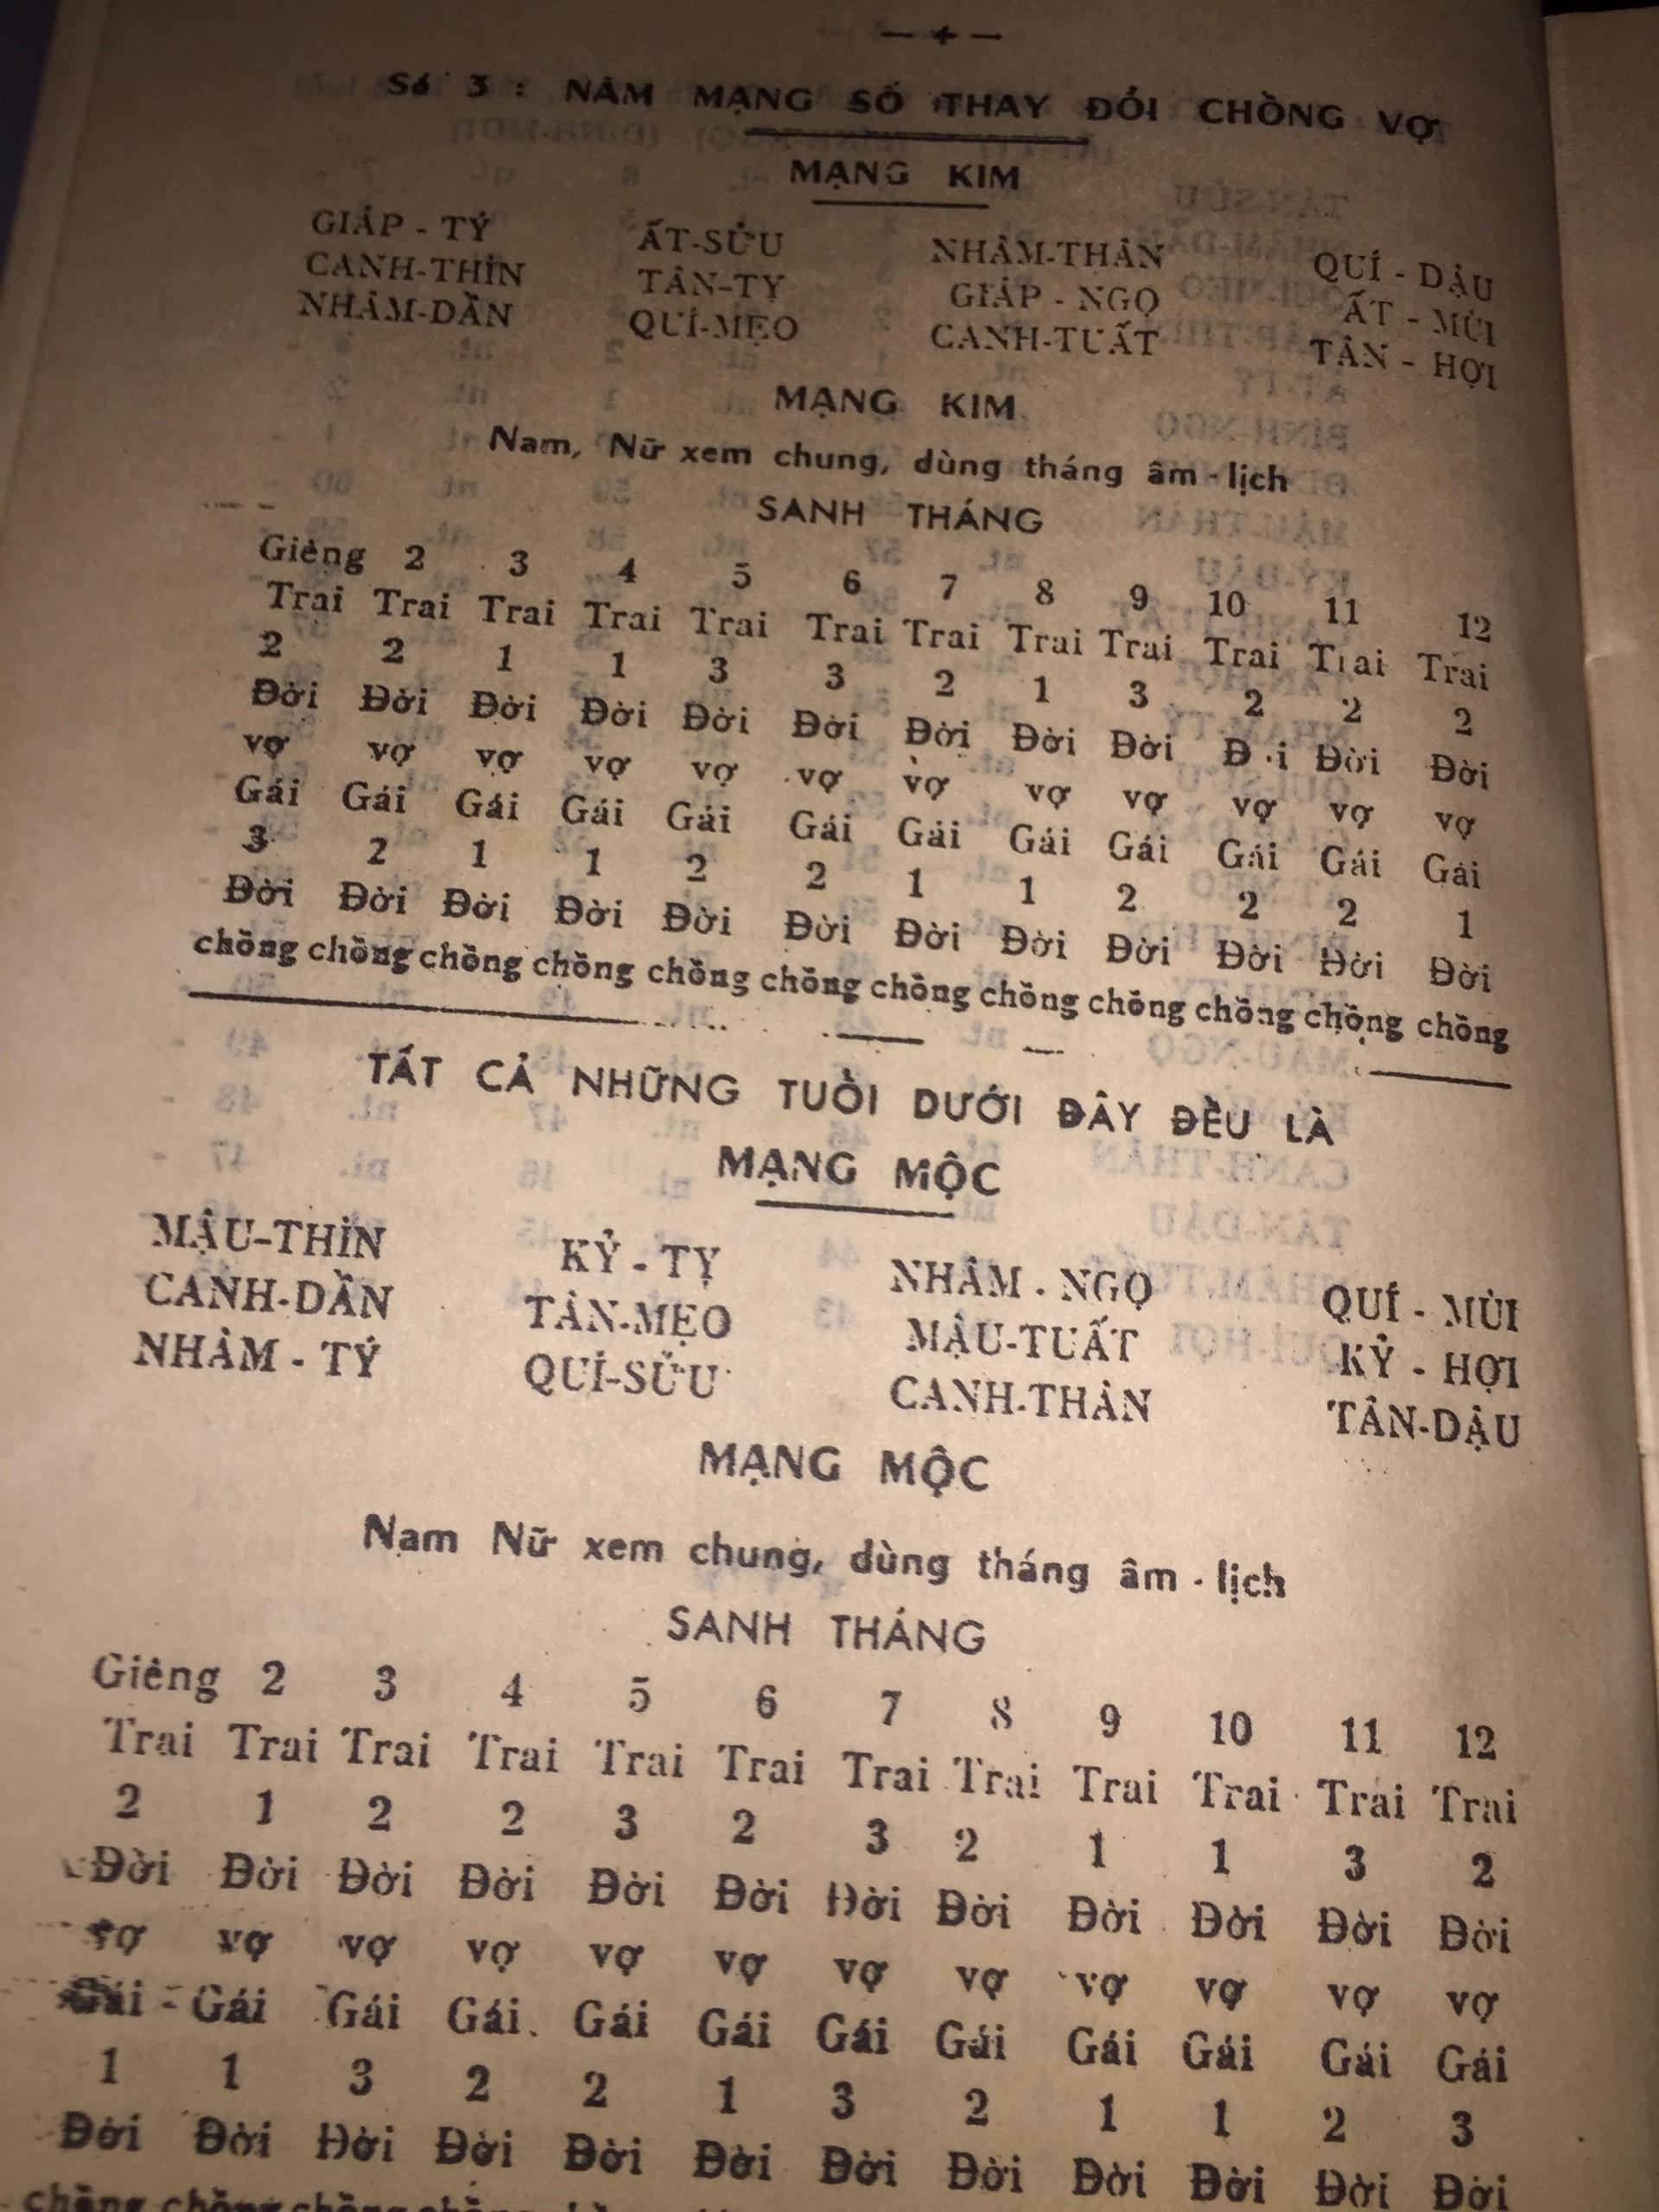 — 4 —
Số 3 : NĂM MẠNG SỐ THAY ĐỔI CHỒNG VỢ
MẠNG KIM
GIÁP - TÝ ẤT-SỬU NHÂM-THÂN QUÍ - DẬU
CANH-THÌN TÂN-TỴ GIÁP - NGỌ ẤT - MÙI
NHÂM-DẦN QUÍ-MẸO CANH-TUẤT TÂN - HỢI
MẠNG KIM
Nam, Nữ xem chung, dùng tháng âm - lịch
SANH THÁNG
Giêng 2 3 4 5 6 7 8 9 10 11 12
Trai Trai Trai Trai Trai Trai Trai Trai Trai Trai Trai Trai
2 2 1 1 3 3 2 1 3 2 2 2
Đời Đời Đời Đời Đời Đời Đời Đời Đời Đ i Đời Đời
vợ vợ vợ vợ vợ vợ vợ vợ vợ vợ vợ vợ
Gái Gái Gái Gái Gái Gái Gái Gái Gái Gái Gái Gái
3 2 1 1 2 2 1 1 2 2 2 1
Đời Đời Đời Đời Đời Đời Đời Đời Đời Đời Đời Đời
chồng chồng chồng chồng chồng chồng chồng chồng chồng chồng chồng chồng
TẤT CẢ NHỮNG TUỔI DƯỚI ĐÂY ĐỀU LÀ
MẠNG MỘC
MẬU-THÌN KỶ - TỴ NHÂM - NGỌ QUÍ - MÙI
CANH-DẦN TÂN-MẸO MẬU-TUẤT KỶ - HỢI
NHÂM - TÝ QUÍ-SỬU CANH-THÂN TÂN-DẬU
MẠNG MỘC
Nam Nữ xem chung, dùng tháng âm - lịch
SANH THÁNG
Giêng 2 3 4 5 6 7 8 9 10 11 12
Trai Trai Trai Trai Trai Trai Trai Trai Trai Trai Trai Trai
2 1 2 2 3 2 3 2 1 1 3 2
Đời Đời Đời Đời Đời Đời Đời Đời Đời Đời Đời Đời
vợ vợ vợ vợ vợ vợ vợ vợ vợ vợ vợ vợ
Gái Gái Gái Gái Gái Gái Gái Gái Gái Gái Gái Gái
1 1 3 2 2 1 3 2 1 1 2 3
Đời Đời Đời Đời Đời Đời Đời Đời Đời Đời Đời Đời
chồng chồng chồng chồng